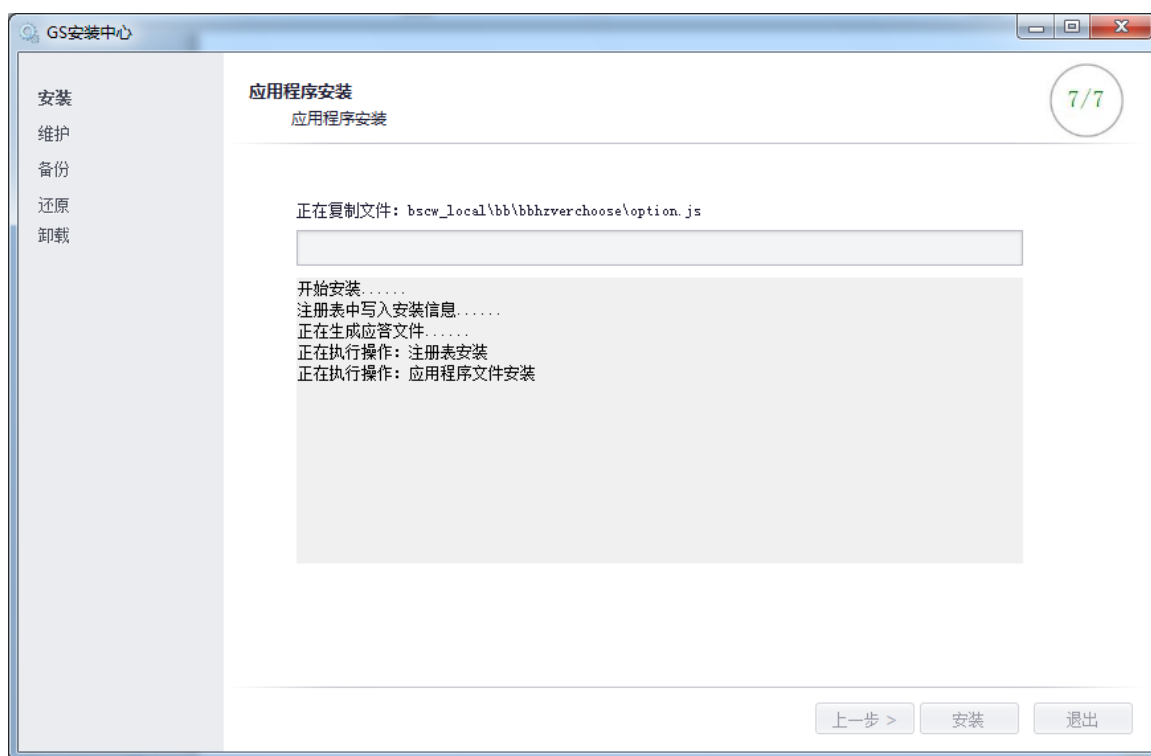 GS安装中心
安装
维护
备份
还原
卸载
应用程序安装
应用程序安装
7/7
正在复制文件：bscw_local\bb\bbhzverchoose\option.js
开始安装......
注册表中写入安装信息......
正在生成应答文件......
正在执行操作：注册表安装
正在执行操作：应用程序文件安装
上一步 >
安装
退出